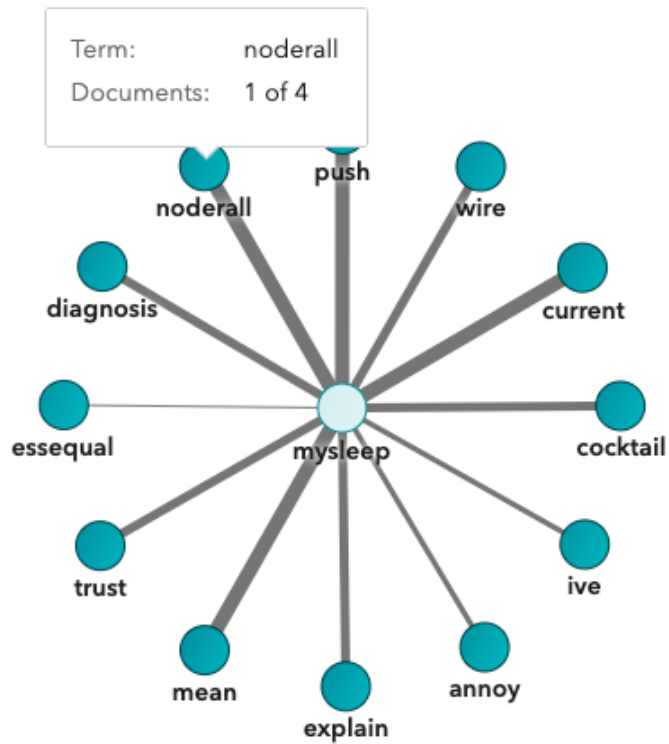 Term: noderall
Documents: 1 of 4
push
noderall
wire
diagnosis
current
essequal
mysleep
cocktail
trust
ive
mean
annoy
explain